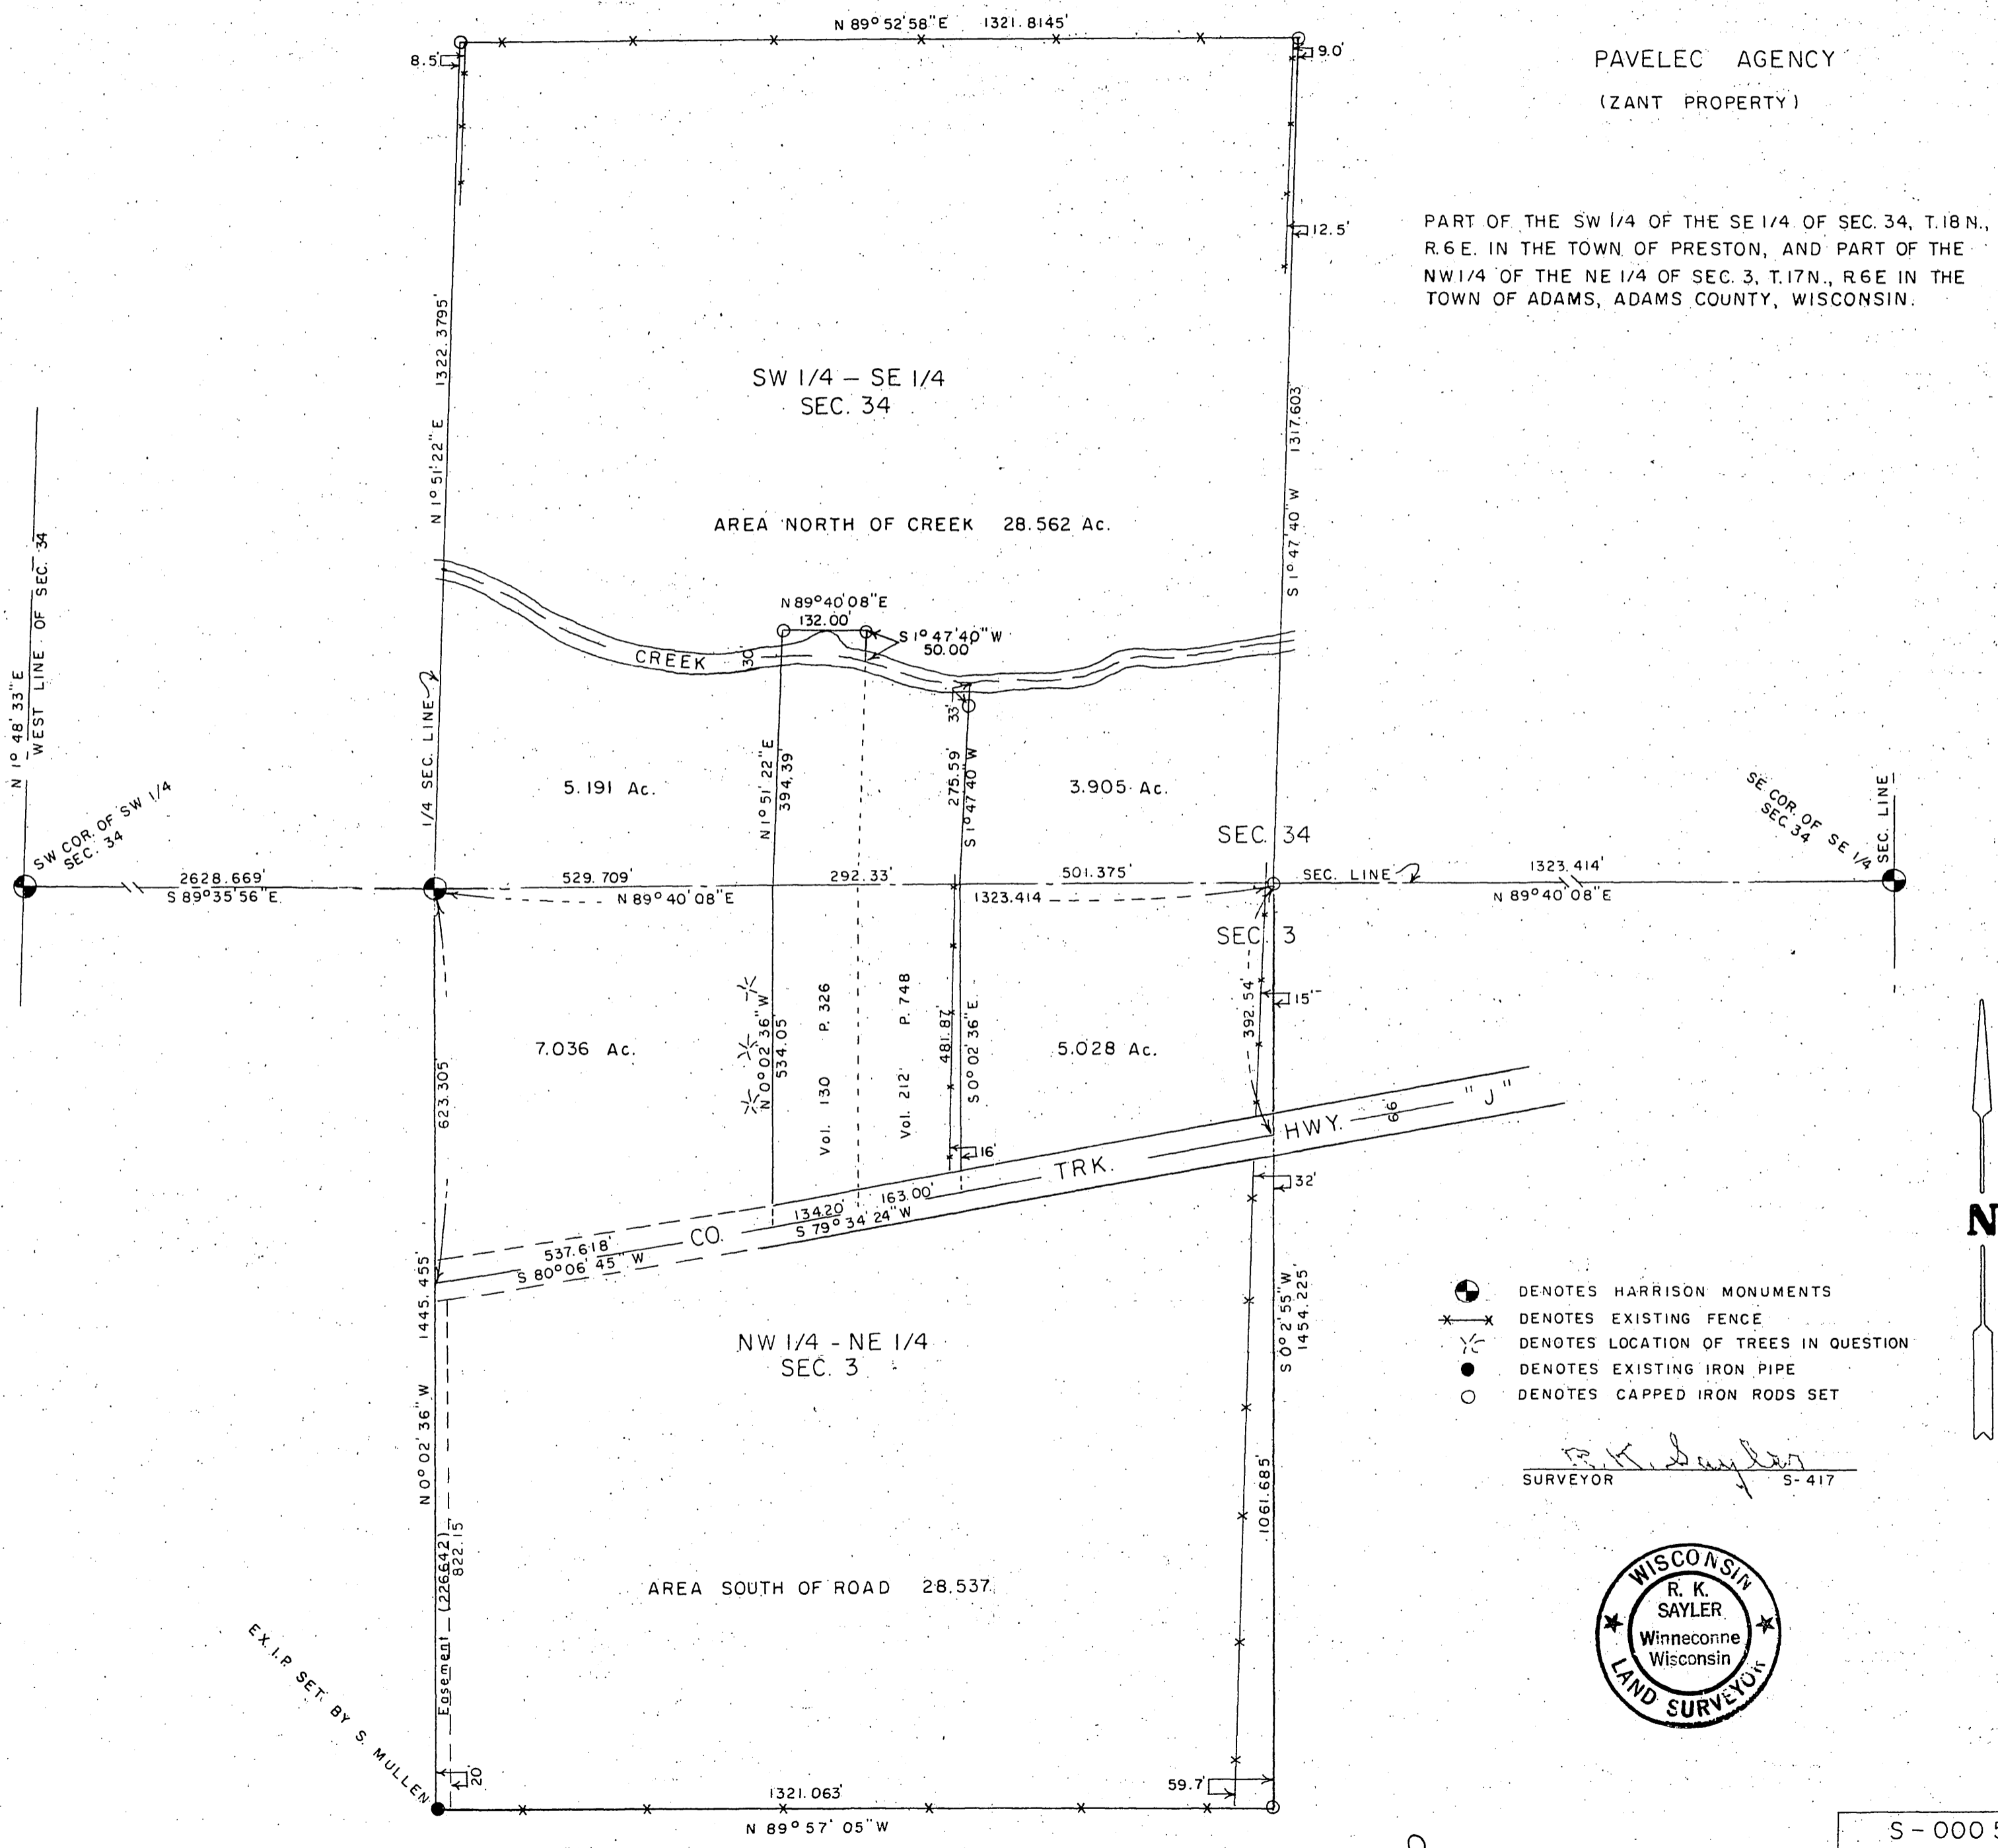 N 89° 52' 58" E 1321.8145'
8.5'
9.0'
PAVELEC AGENCY
(ZANT PROPERTY)
12.5'
PART OF THE SW 1/4 OF THE SE 1/4 OF SEC. 34, T.18 N.,
R.6 E. IN THE TOWN OF PRESTON, AND PART OF THE
NW 1/4 OF THE NE 1/4 OF SEC. 3, T.17N., R6E IN THE
TOWN OF ADAMS, ADAMS COUNTY, WISCONSIN.
N 1° 51' 22" E 1322.3795'
SW 1/4 – SE 1/4
SEC. 34
S 1° 47' 40" W 1317.603
AREA NORTH OF CREEK 28.562 Ac.
N 1° 48' 33" E
WEST LINE OF SEC. 34
N 89° 40' 08" E
132.00'
S 1° 47' 40" W
50.00'
CREEK
30'
33'
1/4 SEC. LINE
5.191 Ac.
N 1° 51' 22" E
394.39'
275.59'
S 1° 47' 40" W
3.905 Ac.
SW COR. OF SW 1/4
SEC. 34
SE COR. OF SE 1/4
SEC. 34
SEC. LINE
SEC. 34
2628.669'
S 89° 35' 56" E.
529.709'
292.33'
501.375'
SEC. LINE
1323.414'
N 89° 40' 08" E
1323.414
N 89° 40' 08" E
SEC. 3
623.305'
7.036 Ac.
N 0° 02' 36" W
534.05
Vol. 130 P. 326
Vol. 212 P. 748
481.87'
S 0° 02' 36" E.
5.028 Ac.
392.54'
15'
16'
HWY.
66'
"J"
TRK.
32'
134.20'
163.00'
S 79° 34' 24" W
CO.
537.618'
S 80° 06' 45" W
N 0° 02' 36" W 1445.455'
NW 1/4 - NE 1/4
SEC. 3
S 0° 2' 55" W
1454.225'
DENOTES HARRISON MONUMENTS
DENOTES EXISTING FENCE
DENOTES LOCATION OF TREES IN QUESTION
DENOTES EXISTING IRON PIPE
DENOTES CAPPED IRON RODS SET
N
R. K. Sayler
SURVEYOR S-417
1061.685'
Easement (226642)
822.15
AREA SOUTH OF ROAD 28.537
WISCONSIN
R. K.
SAYLER
Winneconne
Wisconsin
LAND SURVEYOR
EX. I.P. SET BY S. MULLEN
20'
59.7'
1321.063'
N 89° 57' 05" W
S - 000 5